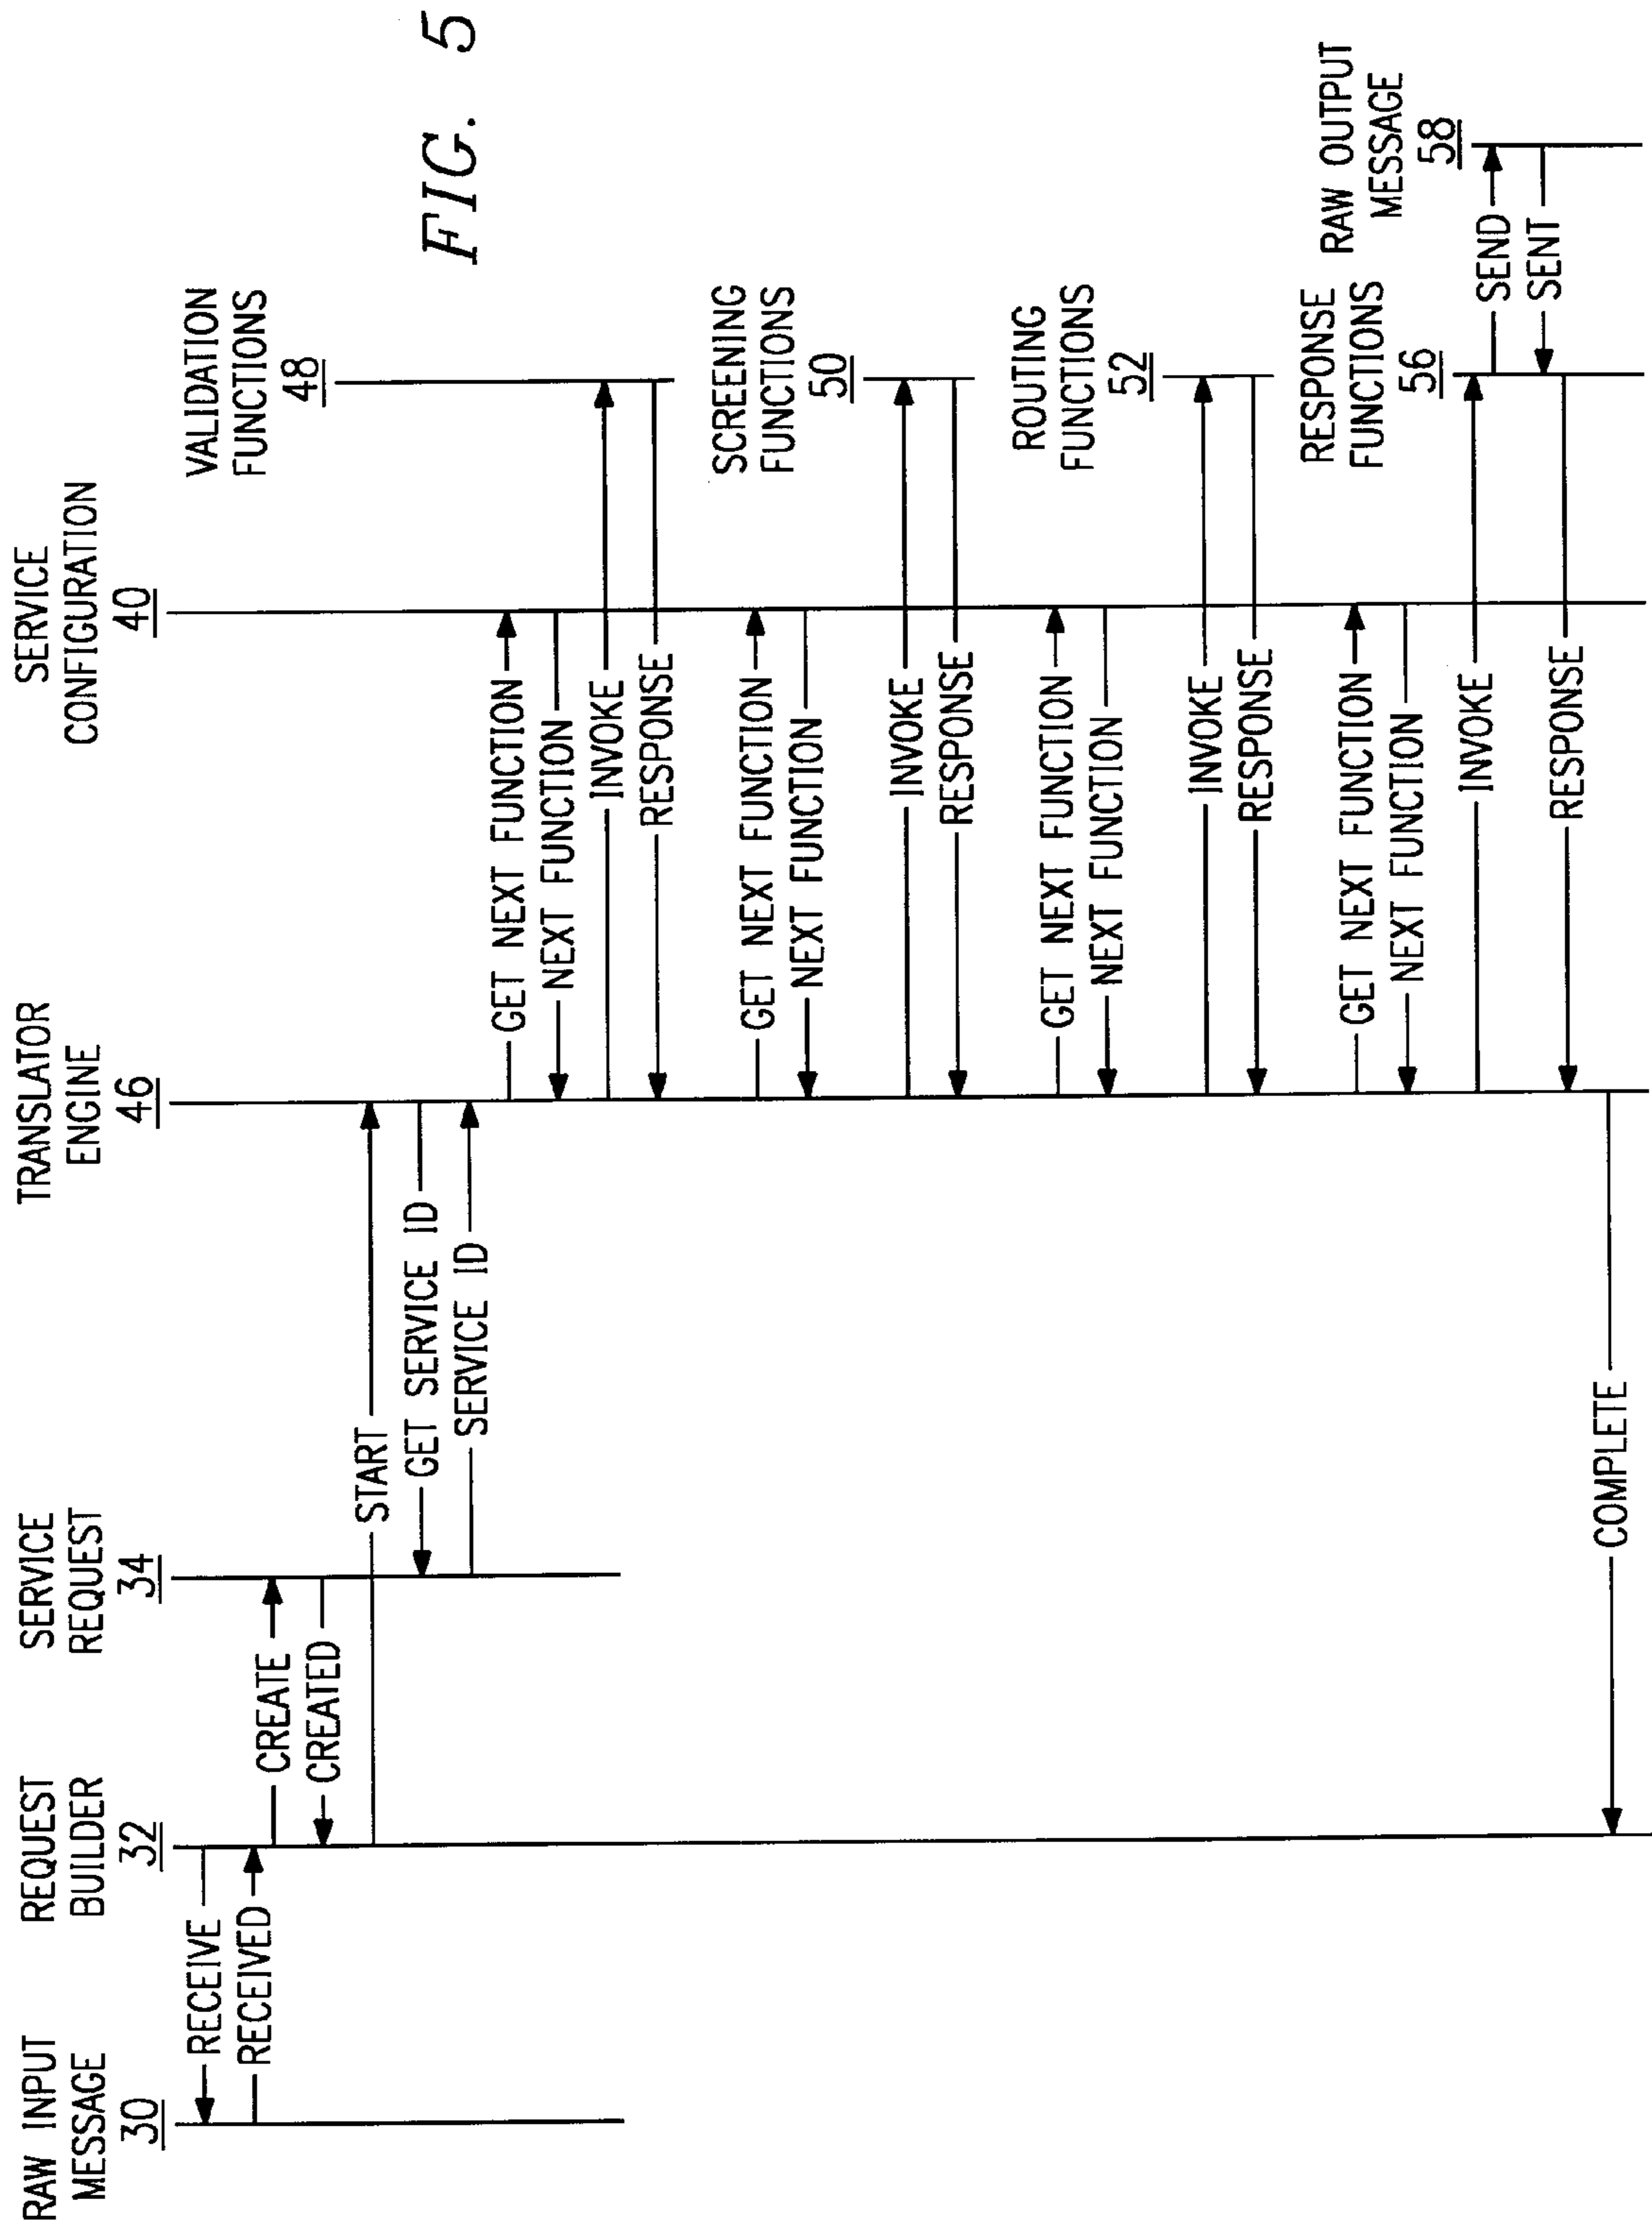 RAW INPUT
MESSAGE
30
REQUEST
BUILDER
32
SERVICE
REQUEST
34
TRANSLATOR
ENGINE
46
SERVICE
CONFIGURATION
40
RECEIVE
RECEIVED
CREATE
CREATED
START
GET SERVICE ID
SERVICE ID
VALIDATION
FUNCTIONS
48
GET NEXT FUNCTION
NEXT FUNCTION
INVOKE
RESPONSE
FIG. 5
SCREENING
FUNCTIONS
50
GET NEXT FUNCTION
NEXT FUNCTION
INVOKE
RESPONSE
ROUTING
FUNCTIONS
52
GET NEXT FUNCTION
NEXT FUNCTION
INVOKE
RESPONSE
RESPONSE
FUNCTIONS
56
RAW OUTPUT
MESSAGE
58
GET NEXT FUNCTION
NEXT FUNCTION
INVOKE
SEND
SENT
RESPONSE
COMPLETE